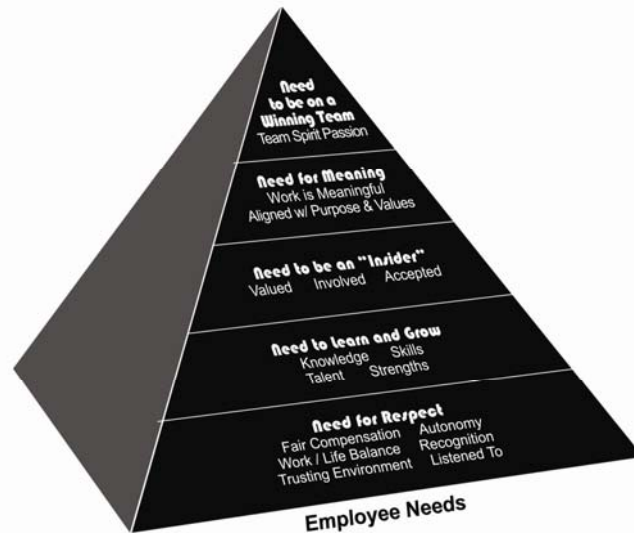 Need
to be on a
Winning Team
Team Spirit Passion
Need for Meaning
Work is Meaningful
Aligned w/ Purpose & Values
Need to be an "Insider"
Valued Involved Accepted
Need to Learn and Grow
Knowledge Skills
Talent Strengths
Need for Respect
Fair Compensation Autonomy
Work / Life Balance Recognition
Trusting Environment Listened To
Employee Needs